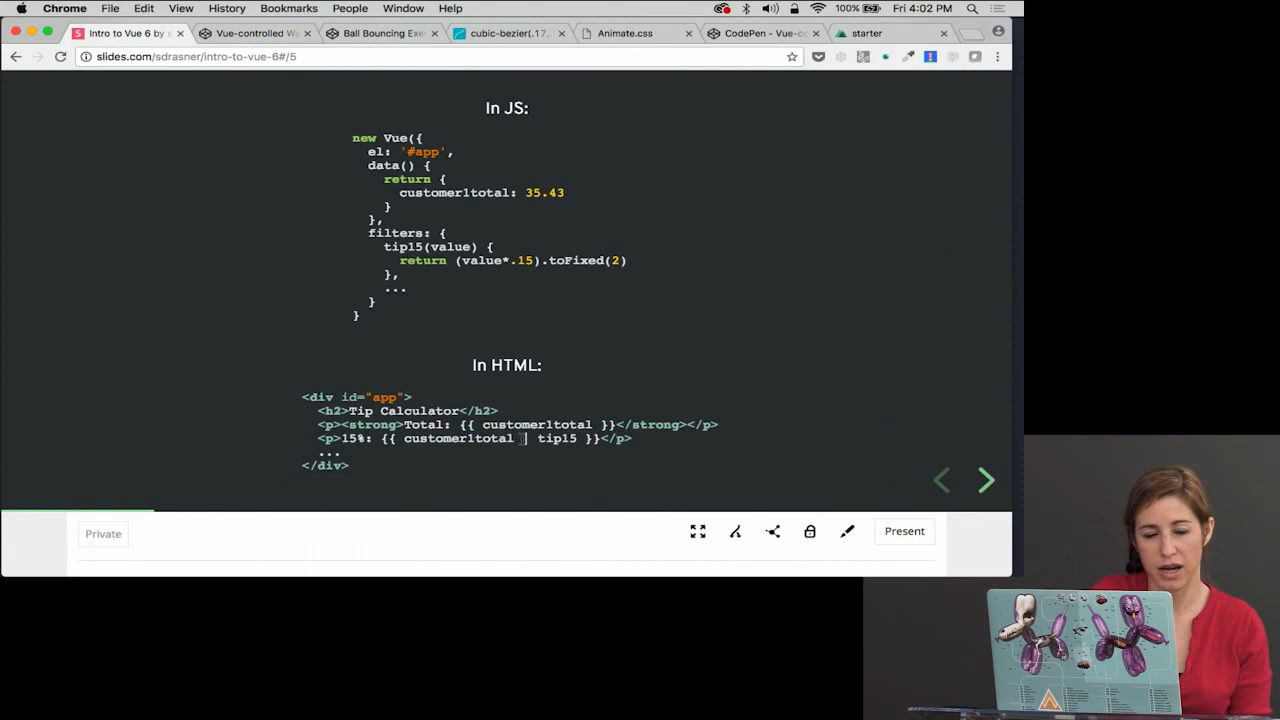 Chrome File Edit View History Bookmarks People Window Help 100% Fri 4:02 PM
Intro to Vue 6 by s Vue-controlled Wa Ball Bouncing Exer cubic-bezier(.17, Animate.css CodePen - Vue-co starter
slides.com/sdrasner/intro-to-vue-6#/5
In JS:
new Vue({
el: '#app',
data() {
return {
customer1total: 35.43
}
},
filters: {
tip15(value) {
return (value*.15).toFixed(2)
},
...
}
}
In HTML:
<div id="app">
<h2>Tip Calculator</h2>
<p><strong>Total: {{ customer1total }}</strong></p>
<p>15%: {{ customer1total | tip15 }}</p>
...
</div>
Private Present